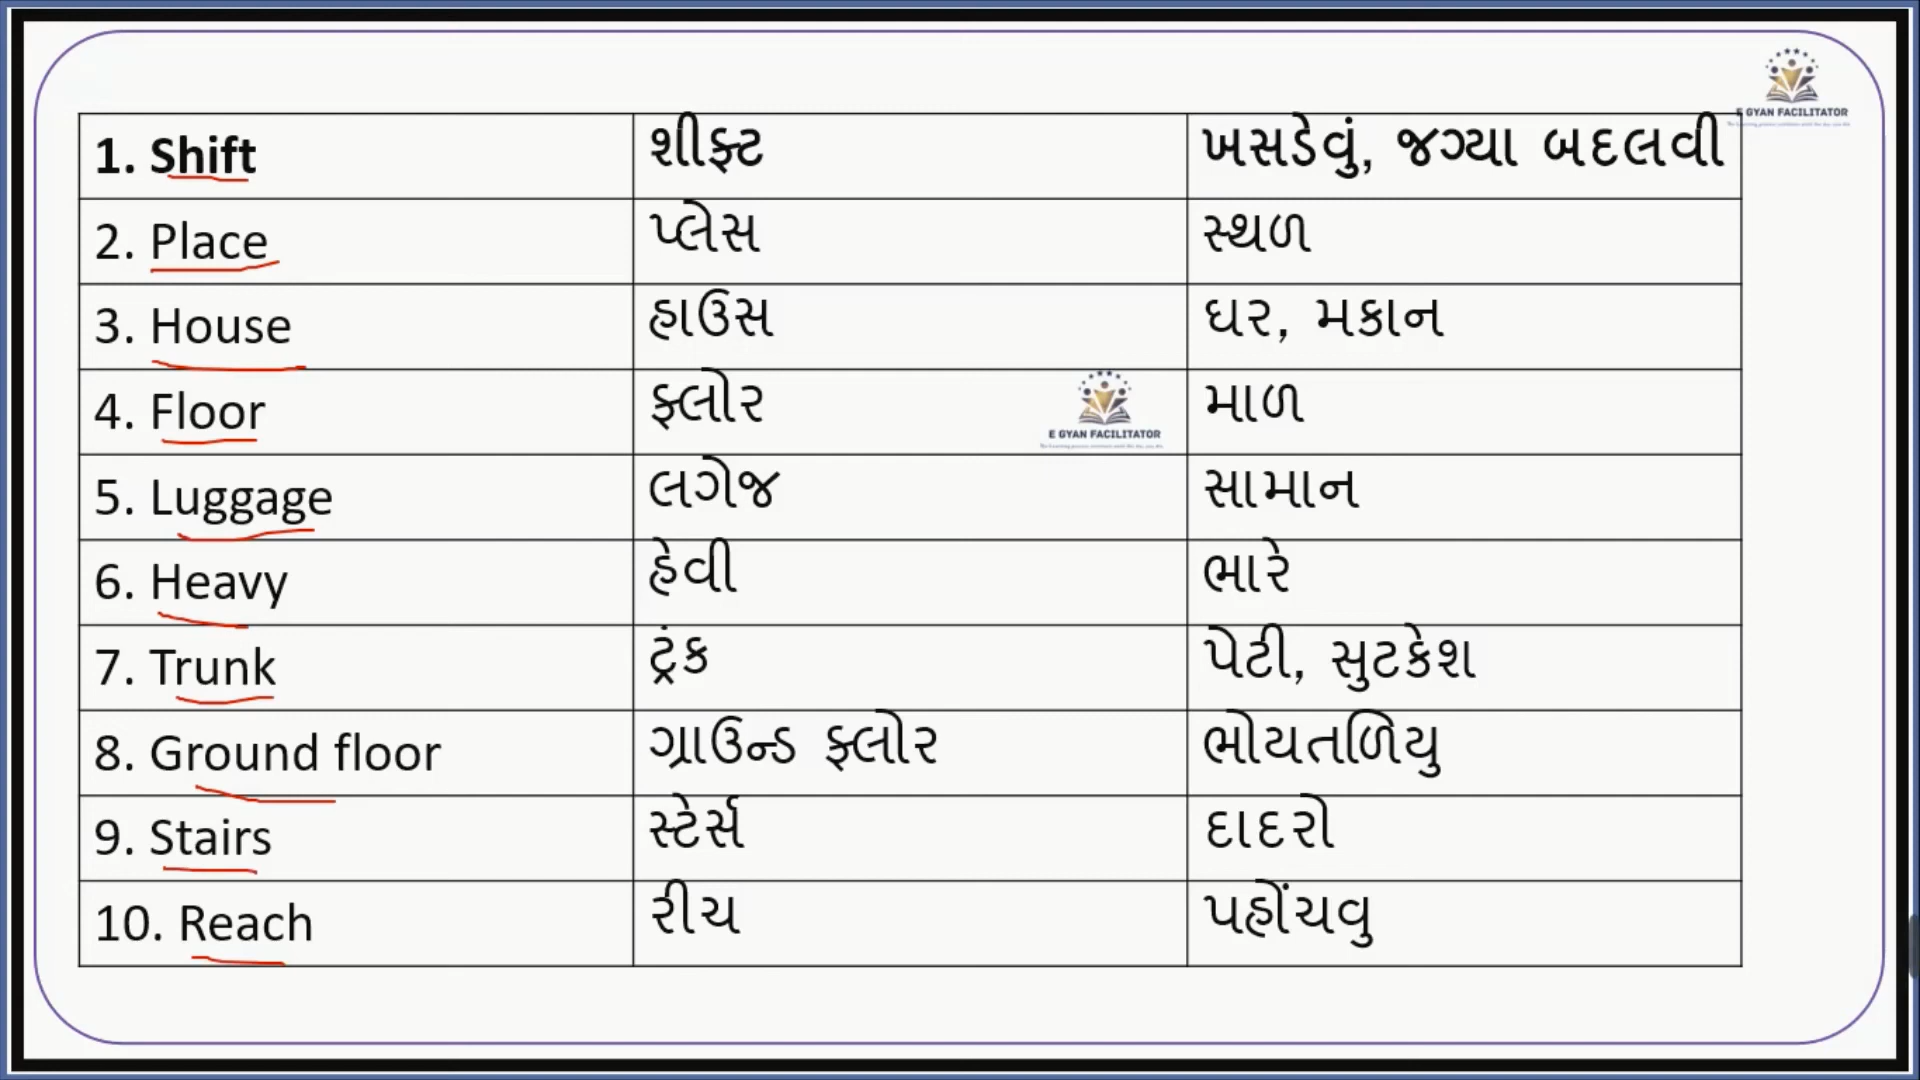 E GYAN FACILITATOR
1. Shift શીફ્ટ ખસડેવું, જગ્યા બદલવી
2. Place પ્લેસ સ્થળ
3. House હાઉસ ઘર, મકાન
4. Floor ફ્લોર માળ
E GYAN FACILITATOR
5. Luggage લગેજ સામાન
6. Heavy હેવી ભારે
7. Trunk ટ્રંક પેટી, સુટકેશ
8. Ground floor ગ્રાઉન્ડ ફ્લોર ભોયતળિયુ
9. Stairs સ્ટેર્સ દાદરો
10. Reach રીચ પહોંચવુ